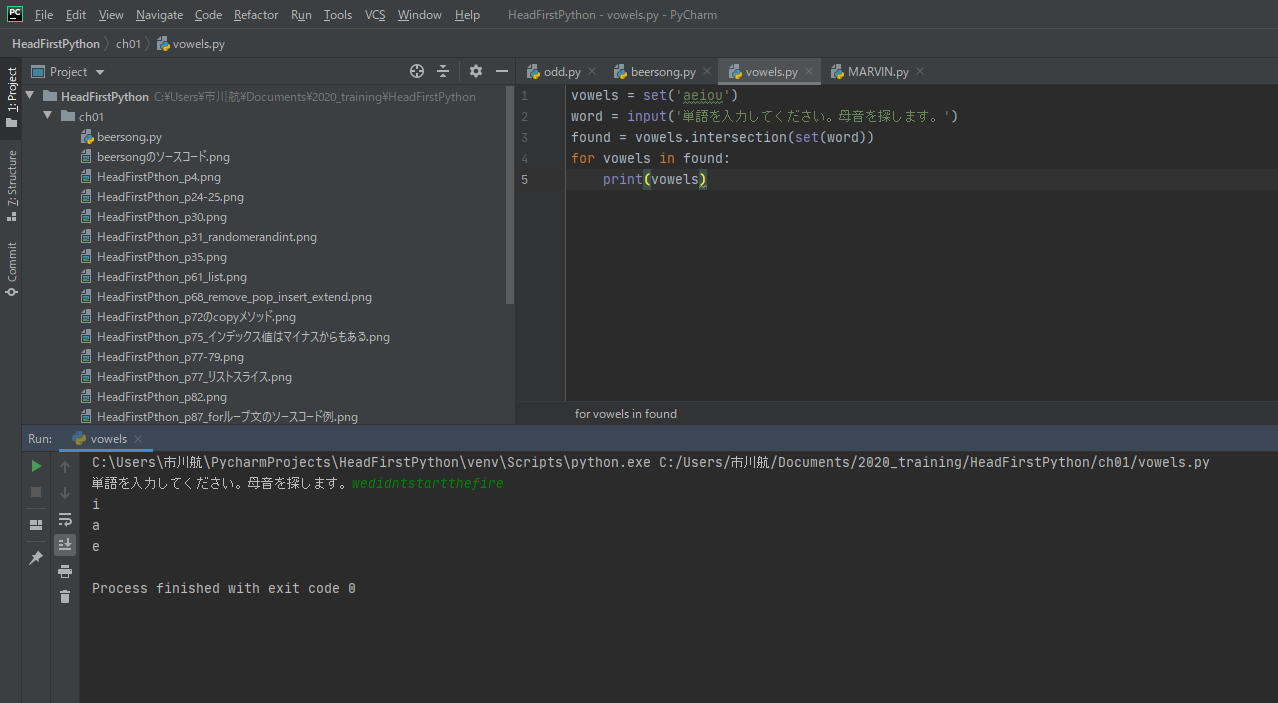 PC File Edit View Navigate Code Refactor Run Tools VCS Window Help HeadFirstPython - vowels.py - PyCharm
HeadFirstPython ch01 vowels.py
1: Project
7: Structure
Commit
Project
HeadFirstPython C:¥Users¥市川航¥Documents¥2020_training¥HeadFirstPython
ch01
beersong.py
beersongのソースコード.png
HeadFirstPthon_p4.png
HeadFirstPthon_p24-25.png
HeadFirstPthon_p30.png
HeadFirstPthon_p31_randomerandint.png
HeadFirstPthon_p35.png
HeadFirstPthon_p61_list.png
HeadFirstPthon_p68_remove_pop_insert_extend.png
HeadFirstPthon_p72のcopyメソッド.png
HeadFirstPthon_p75_インデックス値はマイナスからもある.png
HeadFirstPthon_p77-79.png
HeadFirstPthon_p77_リストスライス.png
HeadFirstPthon_p82.png
HeadFirstPthon_p87_forループ文のソースコード例.png
odd.py beersong.py vowels.py MARVIN.py
1 vowels = set('aeiou')
2 word = input('単語を入力してください。母音を探します。')
3 found = vowels.intersection(set(word))
4 for vowels in found:
5 print(vowels)
for vowels in found
Run: vowels
C:\Users\市川航\PycharmProjects\HeadFirstPython\venv\Scripts\python.exe C:/Users/市川航/Documents/2020_training/HeadFirstPython/ch01/vowels.py
単語を入力してください。母音を探します。wedidntstartthefire
i
a
e
Process finished with exit code 0